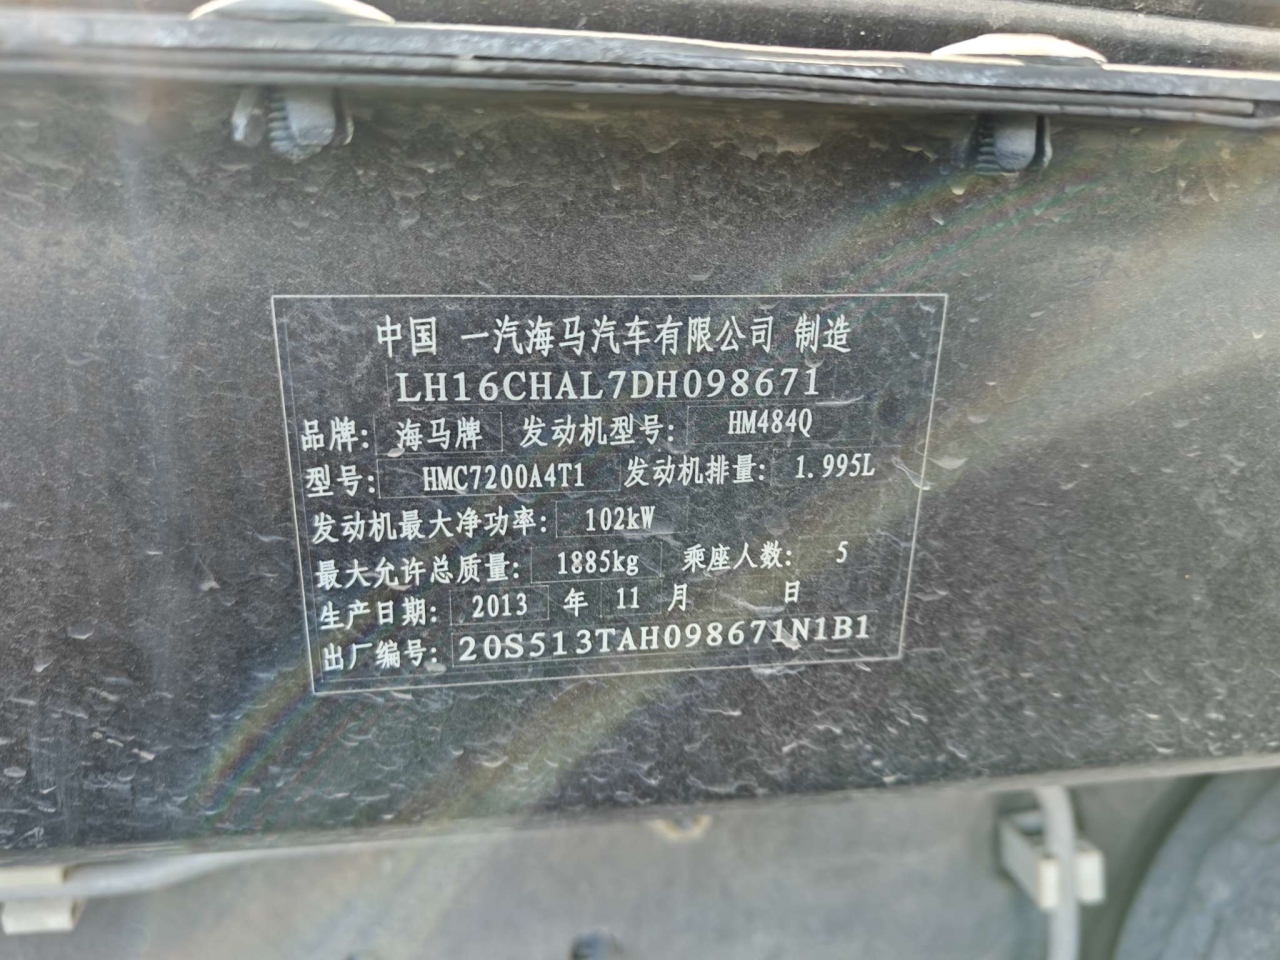 中国 一汽海马汽车有限公司 制造
LH16CHAL7DH098671
品牌: 海马牌 发动机型号: HM484Q
型号: HMC7200A4T1 发动机排量: 1.995L
发动机最大净功率: 102kW
最大允许总质量: 1885kg 乘座人数: 5
生产日期: 2013 年 11 月 日
出厂编号: 20S513TAH098671N1B1